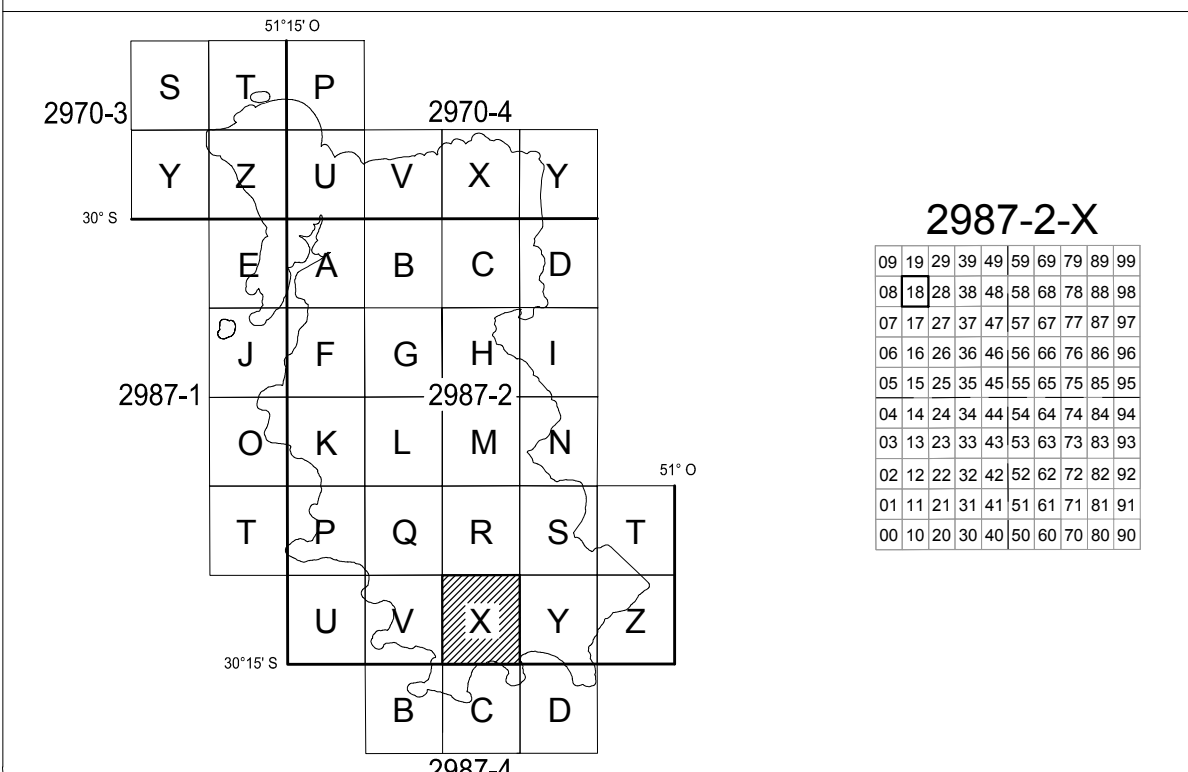 51°15' O
S T P
2970-3
2970-4
Y Z U V X Y
30° S
E A B C D
2987-2-X
09 19 29 39 49 59 69 79 89 99
08 18 28 38 48 58 68 78 88 98
07 17 27 37 47 57 67 77 87 97
06 16 26 36 46 56 66 76 86 96
05 15 25 35 45 55 65 75 85 95
04 14 24 34 44 54 64 74 84 94
03 13 23 33 43 53 63 73 83 93
02 12 22 32 42 52 62 72 82 92
01 11 21 31 41 51 61 71 81 91
00 10 20 30 40 50 60 70 80 90
J F G H I
2987-1
2987-2
O K L M N
51° O
T P Q R S T
U V X Y Z
30°15' S
B C D
2987-4